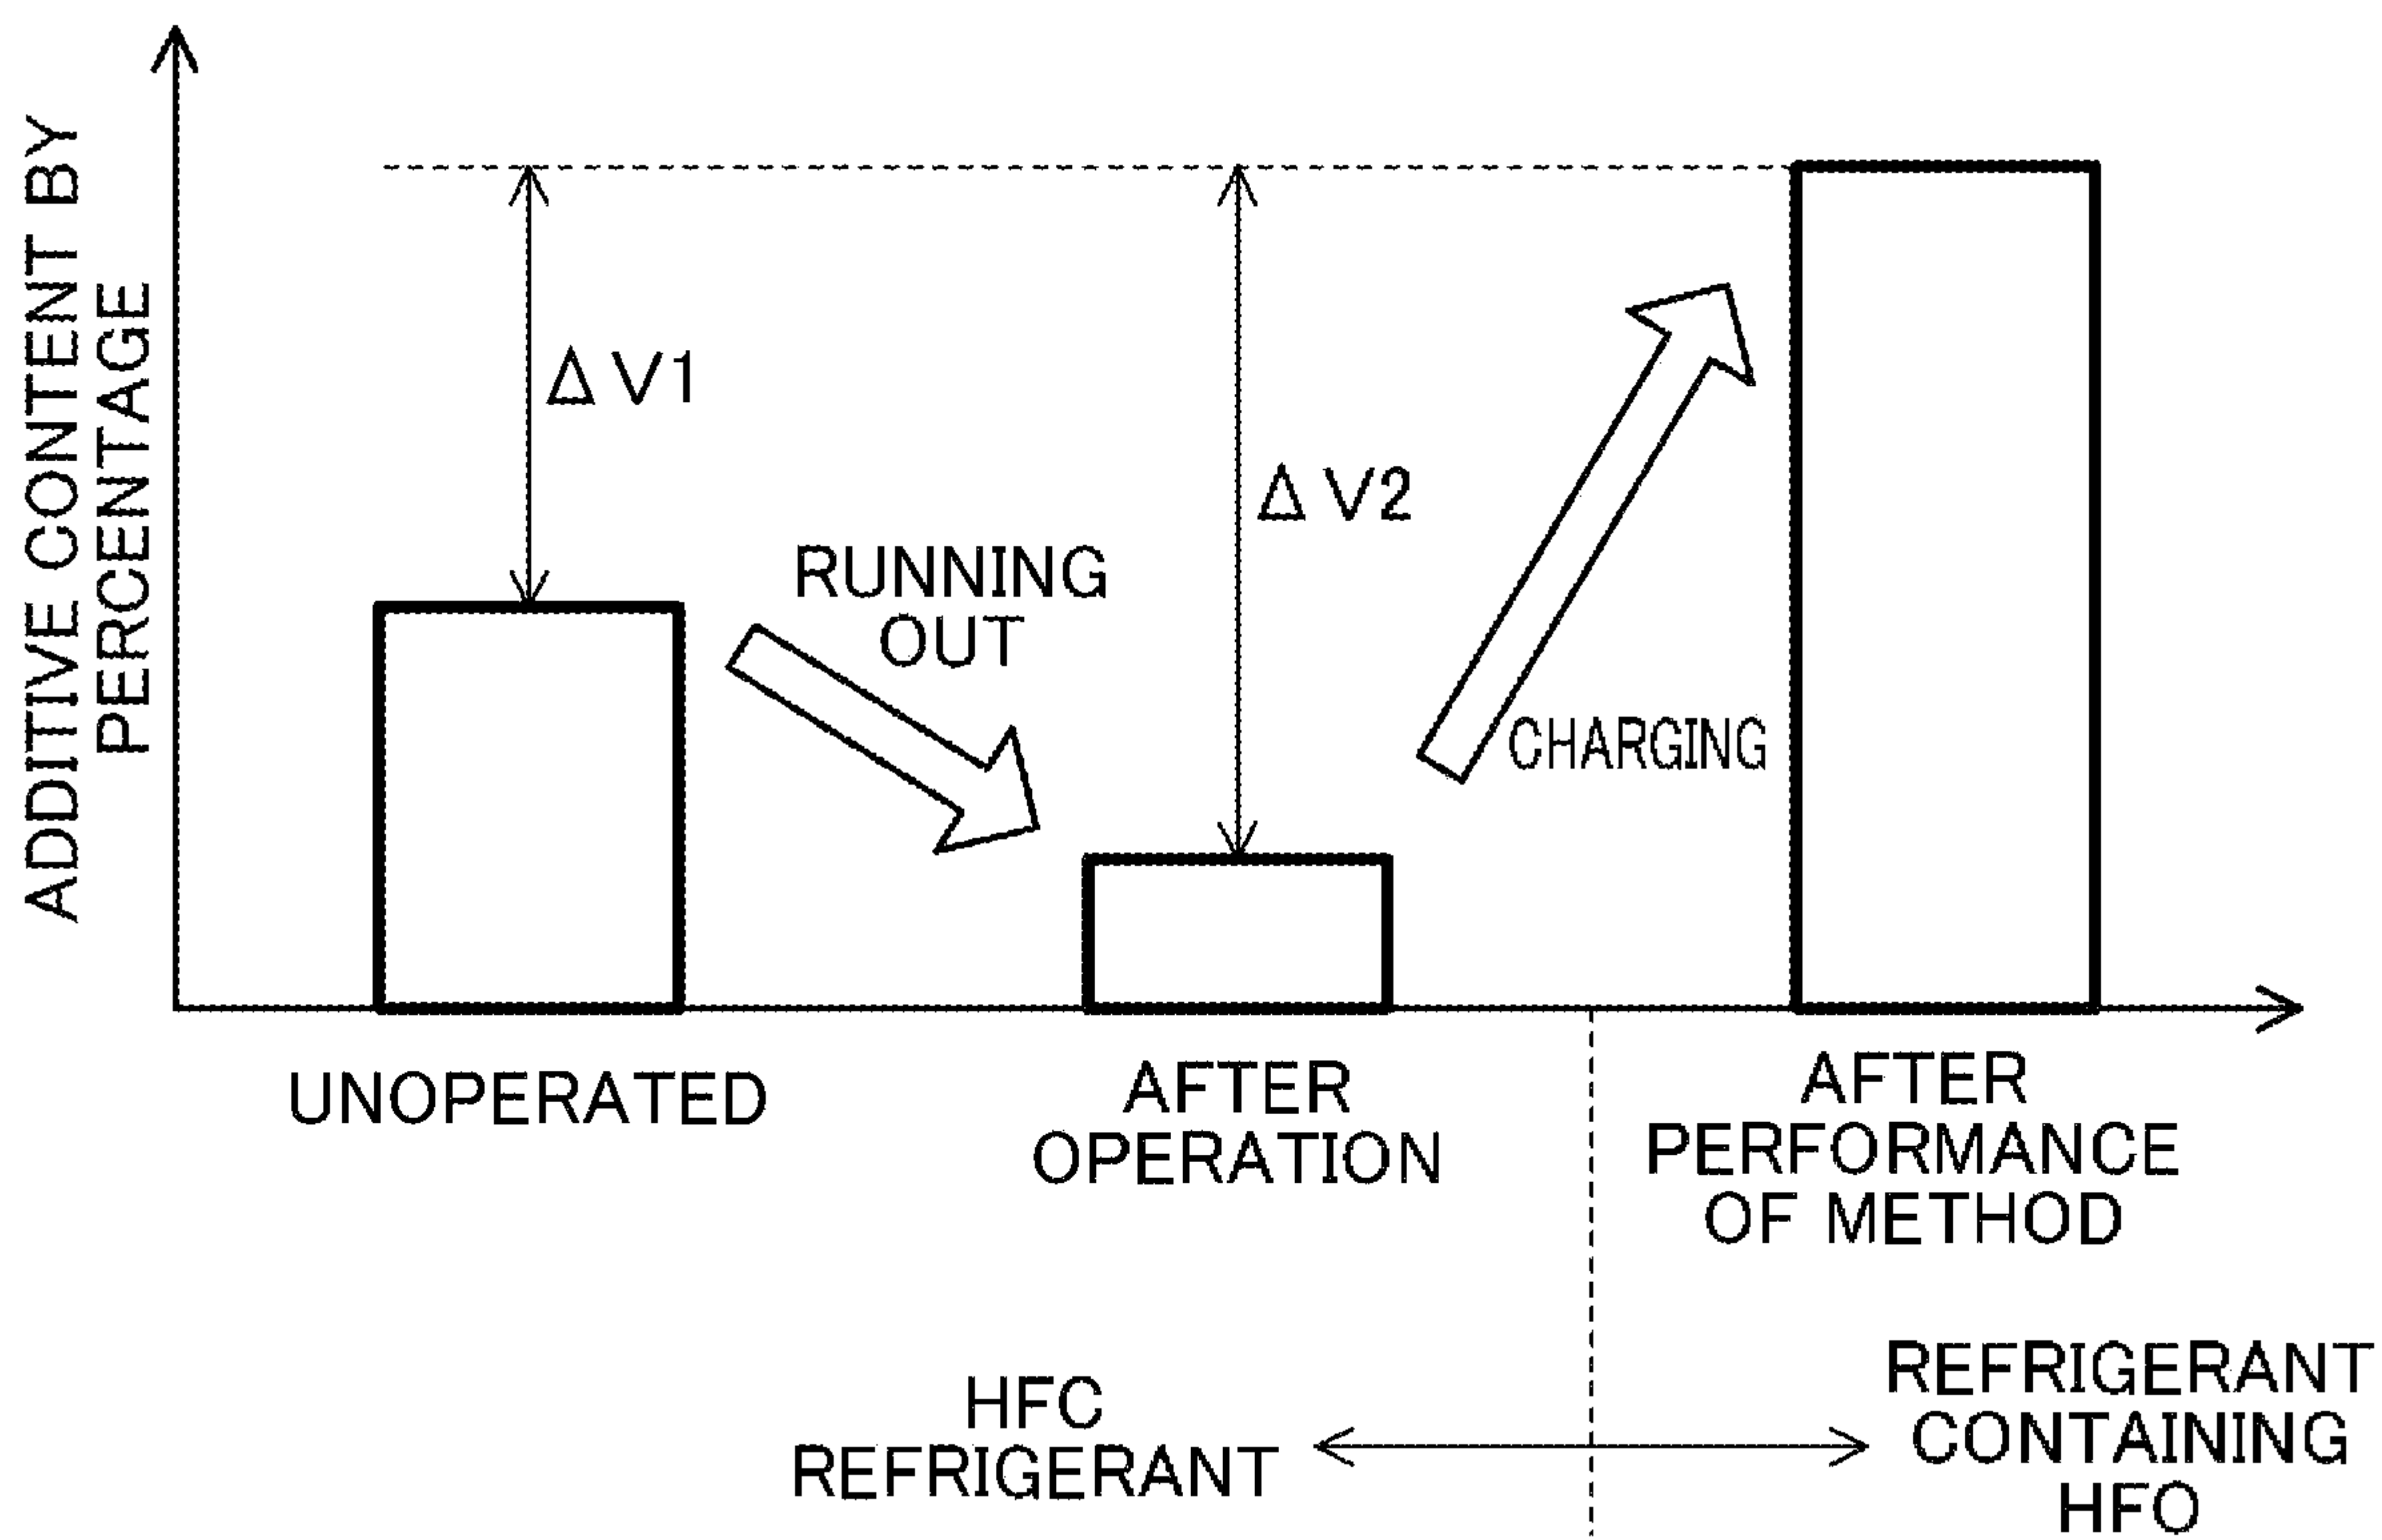 ADDITIVE CONTENT BY
PERCENTAGE
ΔV1
RUNNING
OUT
ΔV2
CHARGING
UNOPERATED
AFTER
OPERATION
AFTER
PERFORMANCE
OF METHOD
HFC
REFRIGERANT
REFRIGERANT
CONTAINING
HFO